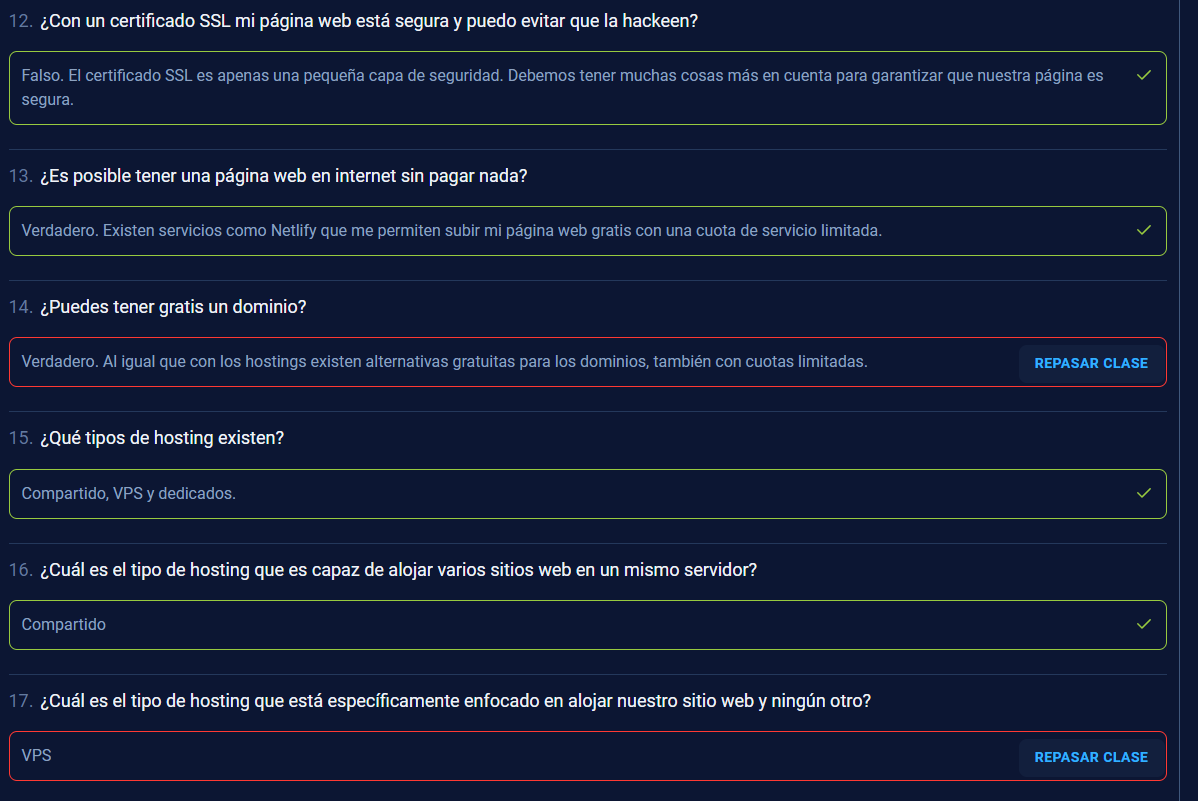 12. ¿Con un certificado SSL mi página web está segura y puedo evitar que la hackeen?
Falso. El certificado SSL es apenas una pequeña capa de seguridad. Debemos tener muchas cosas más en cuenta para garantizar que nuestra página es
segura.
13. ¿Es posible tener una página web en internet sin pagar nada?
Verdadero. Existen servicios como Netlify que me permiten subir mi página web gratis con una cuota de servicio limitada.
14. ¿Puedes tener gratis un dominio?
Verdadero. Al igual que con los hostings existen alternativas gratuitas para los dominios, también con cuotas limitadas.
REPASAR CLASE
15. ¿Qué tipos de hosting existen?
Compartido, VPS y dedicados.
16. ¿Cuál es el tipo de hosting que es capaz de alojar varios sitios web en un mismo servidor?
Compartido
17. ¿Cuál es el tipo de hosting que está específicamente enfocado en alojar nuestro sitio web y ningún otro?
VPS
REPASAR CLASE